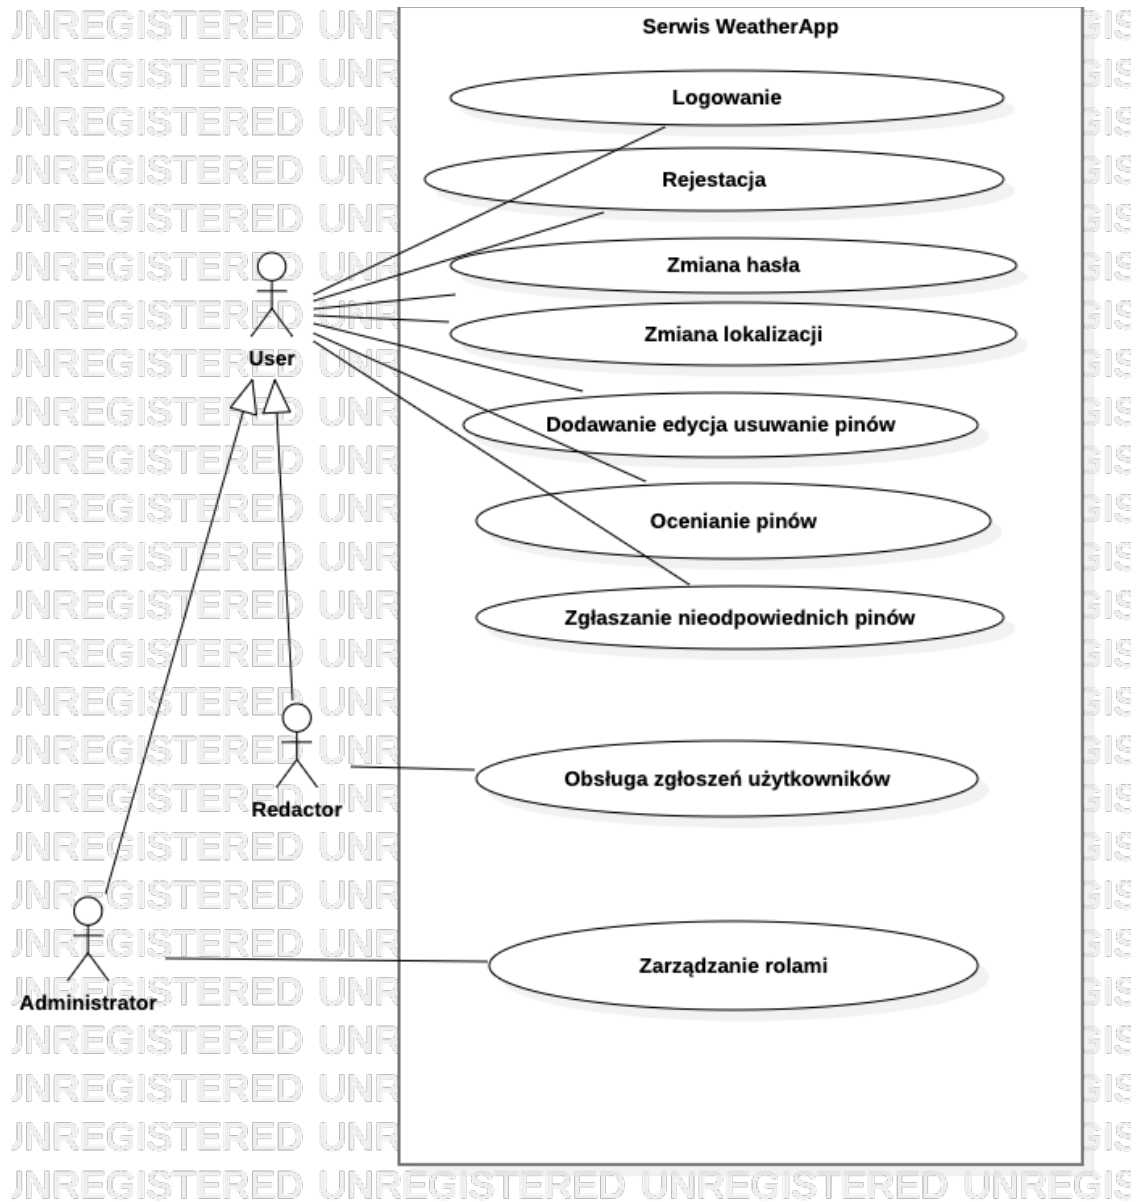 Serwis WeatherApp
Logowanie
Rejestacja
Zmiana hasła
Zmiana lokalizacji
User
Dodawanie edycja usuwanie pinów
Ocenianie pinów
Zgłaszanie nieodpowiednich pinów
Obsługa zgłoszeń użytkowników
Redactor
Zarządzanie rolami
Administrator
UNREGISTERED UNREGISTERED UNREGISTERED UNREGIS